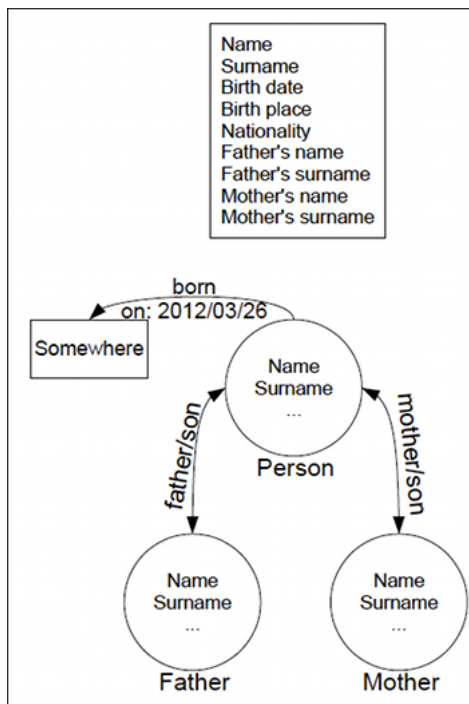 Name
Surname
Birth date
Birth place
Nationality
Father's name
Father's surname
Mother's name
Mother's surname
born
on: 2012/03/26
Somewhere
Name
Surname
...
Person
father/son
mother/son
Name
Surname
...
Father
Name
Surname
...
Mother